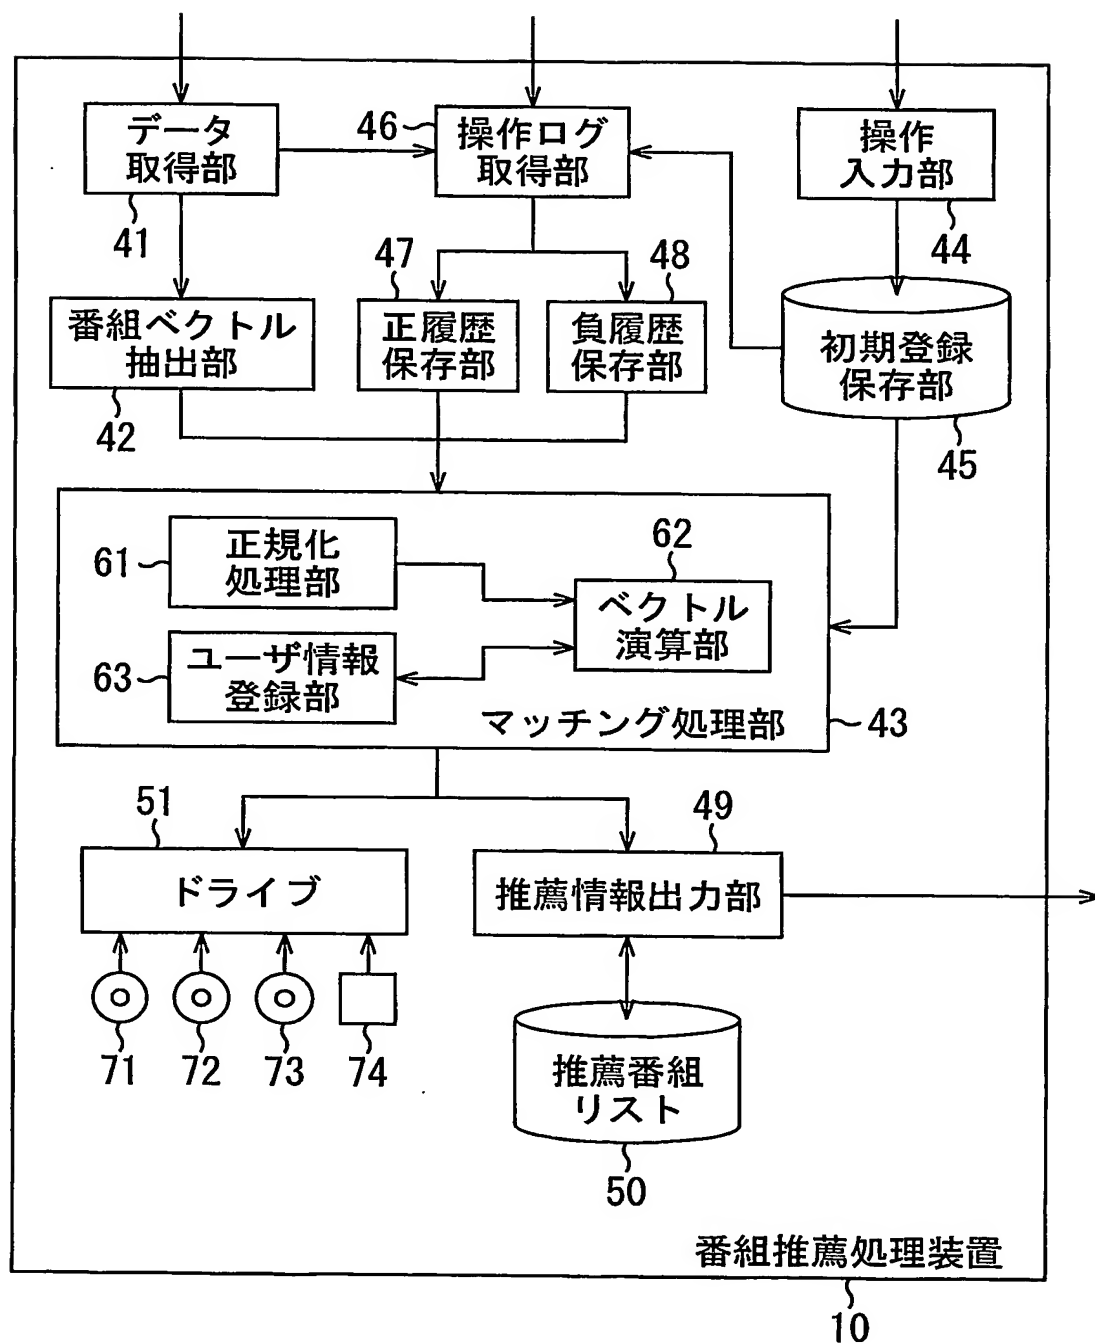 データ
取得部
41
46
操作ログ
取得部
操作
入力部
44
47
正履歴
保存部
48
負履歴
保存部
番組ベクトル
抽出部
42
初期登録
保存部
45
61
正規化
処理部
62
ベクトル
演算部
63
ユーザ情報
登録部
マッチング処理部
43
51
ドライブ
49
推薦情報出力部
71
72
73
74
推薦番組
リスト
50
番組推薦処理装置
10